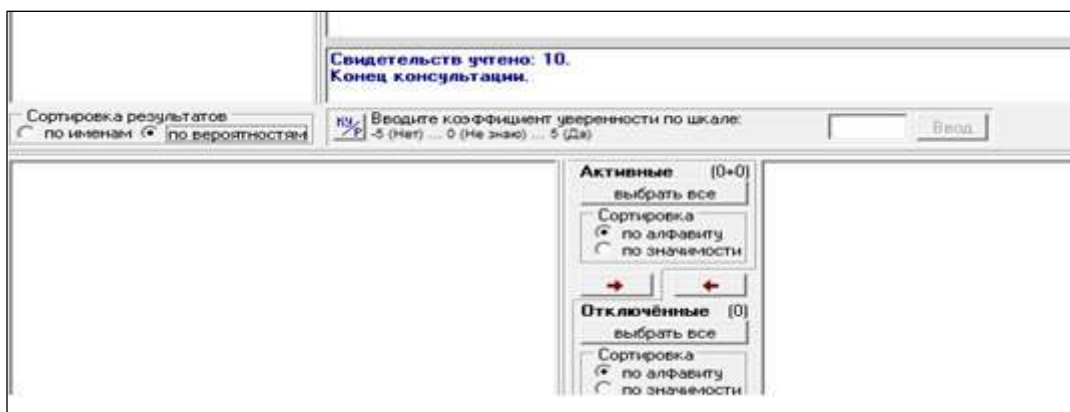 Свидетельств учтено: 10.
Конец консультации.
Сортировка результатов
по именам по вероятностям
КУ/Р
Вводите коэффициент уверенности по шкале:
-5 (Нет) ... 0 (Не знаю) ... 5 (Да)
Ввод
Активные (0+0)
выбрать все
Сортировка
по алфавиту
по значимости
Отключённые (0)
выбрать все
Сортировка
по алфавиту
по значимости